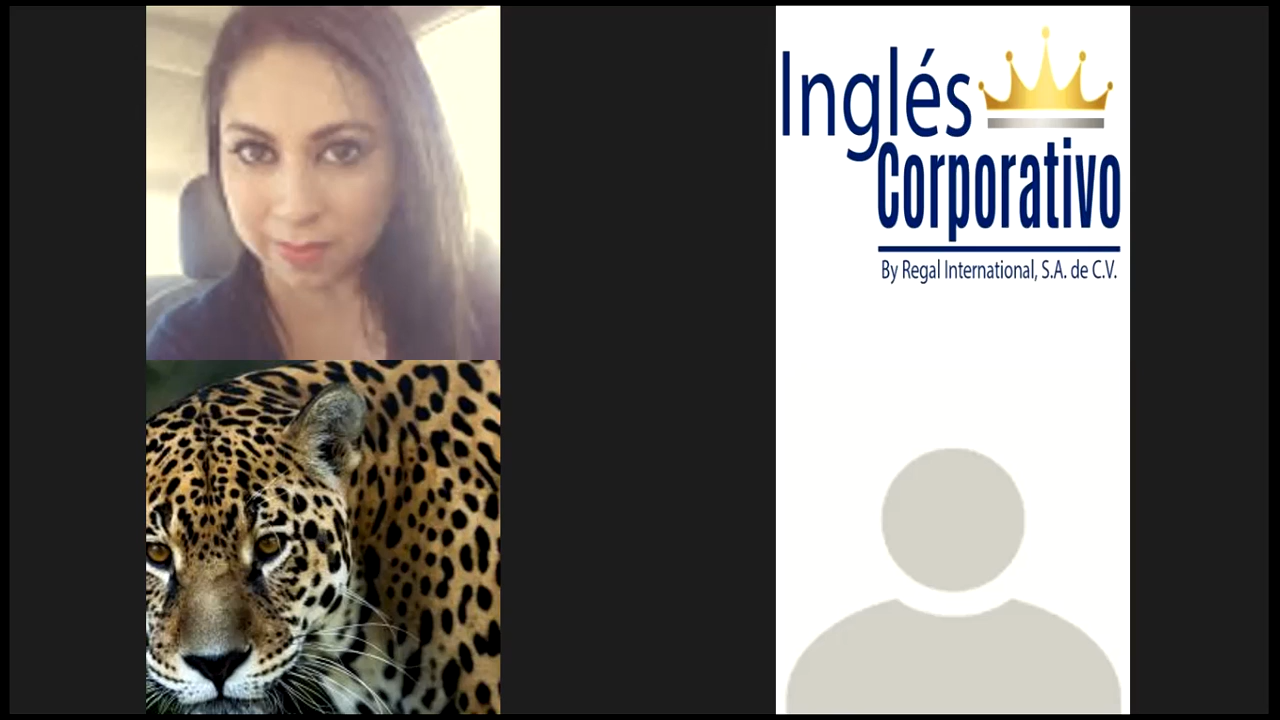 Inglés
Corporativo
By Regal International, S.A. de C.V.